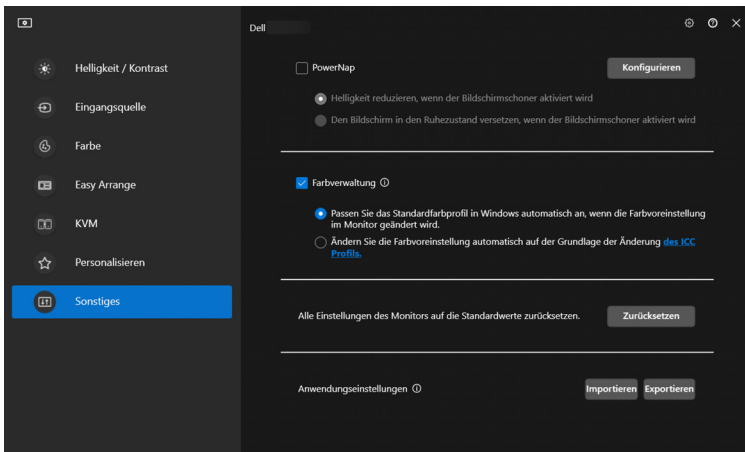 Dell
Helligkeit / Kontrast
Eingangsquelle
Farbe
Easy Arrange
KVM
Personalisieren
Sonstiges
PowerNap
Konfigurieren
Helligkeit reduzieren, wenn der Bildschirmschoner aktiviert wird
Den Bildschirm in den Ruhezustand versetzen, wenn der Bildschirmschoner aktiviert wird
Farbverwaltung
Passen Sie das Standardfarbprofil in Windows automatisch an, wenn die Farbvoreinstellung
im Monitor geändert wird.
Ändern Sie die Farbvoreinstellung automatisch auf der Grundlage der Änderung des ICC
Profils.
Alle Einstellungen des Monitors auf die Standardwerte zurücksetzen.
Zurücksetzen
Anwendungseinstellungen
Importieren
Exportieren